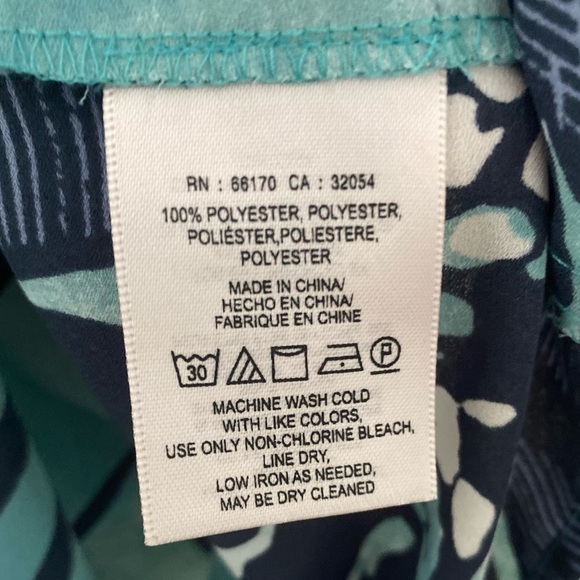 RN : 66170 CA : 32054
100% POLYESTER, POLYESTER,
POLIÉSTER,POLIESTERE,
POLYESTER
MADE IN CHINA/
HECHO EN CHINA/
FABRIQUE EN CHINE
30 P
MACHINE WASH COLD
WITH LIKE COLORS,
USE ONLY NON-CHLORINE BLEACH,
LINE DRY,
LOW IRON AS NEEDED,
MAY BE DRY CLEANED